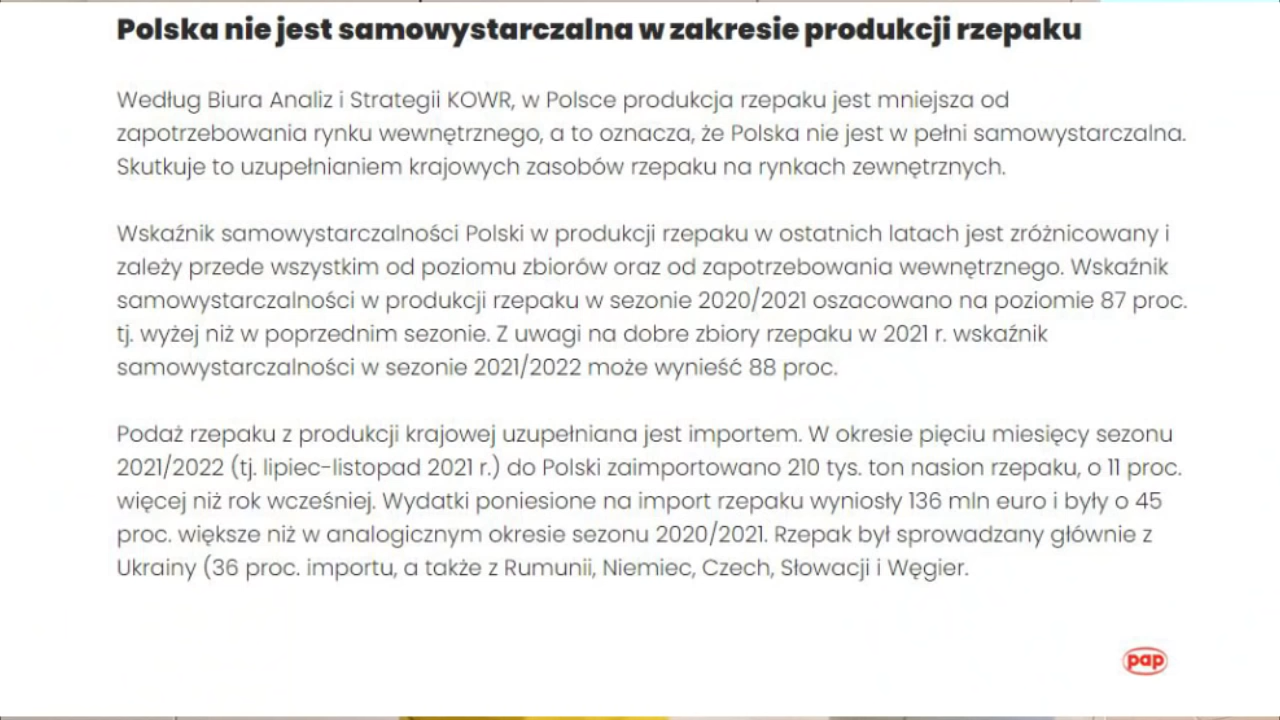 Polska nie jest samowystarczalna w zakresie produkcji rzepaku
Według Biura Analiz i Strategii KOWR, w Polsce produkcja rzepaku jest mniejsza od
zapotrzebowania rynku wewnętrznego, a to oznacza, że Polska nie jest w pełni samowystarczalna.
Skutkuje to uzupełnianiem krajowych zasobów rzepaku na rynkach zewnętrznych.
Wskaźnik samowystarczalności Polski w produkcji rzepaku w ostatnich latach jest zróżnicowany i
zależy przede wszystkim od poziomu zbiorów oraz od zapotrzebowania wewnętrznego. Wskaźnik
samowystarczalności w produkcji rzepaku w sezonie 2020/2021 oszacowano na poziomie 87 proc.
tj. wyżej niż w poprzednim sezonie. Z uwagi na dobre zbiory rzepaku w 2021 r. wskaźnik
samowystarczalności w sezonie 2021/2022 może wynieść 88 proc.
Podaż rzepaku z produkcji krajowej uzupełniana jest importem. W okresie pięciu miesięcy sezonu
2021/2022 (tj. lipiec-listopad 2021 r.) do Polski zaimportowano 210 tys. ton nasion rzepaku, o 11 proc.
więcej niż rok wcześniej. Wydatki poniesione na import rzepaku wyniosły 136 mln euro i były o 45
proc. większe niż w analogicznym okresie sezonu 2020/2021. Rzepak był sprowadzany głównie z
Ukrainy (36 proc. importu, a także z Rumunii, Niemiec, Czech, Słowacji i Węgier.
pap